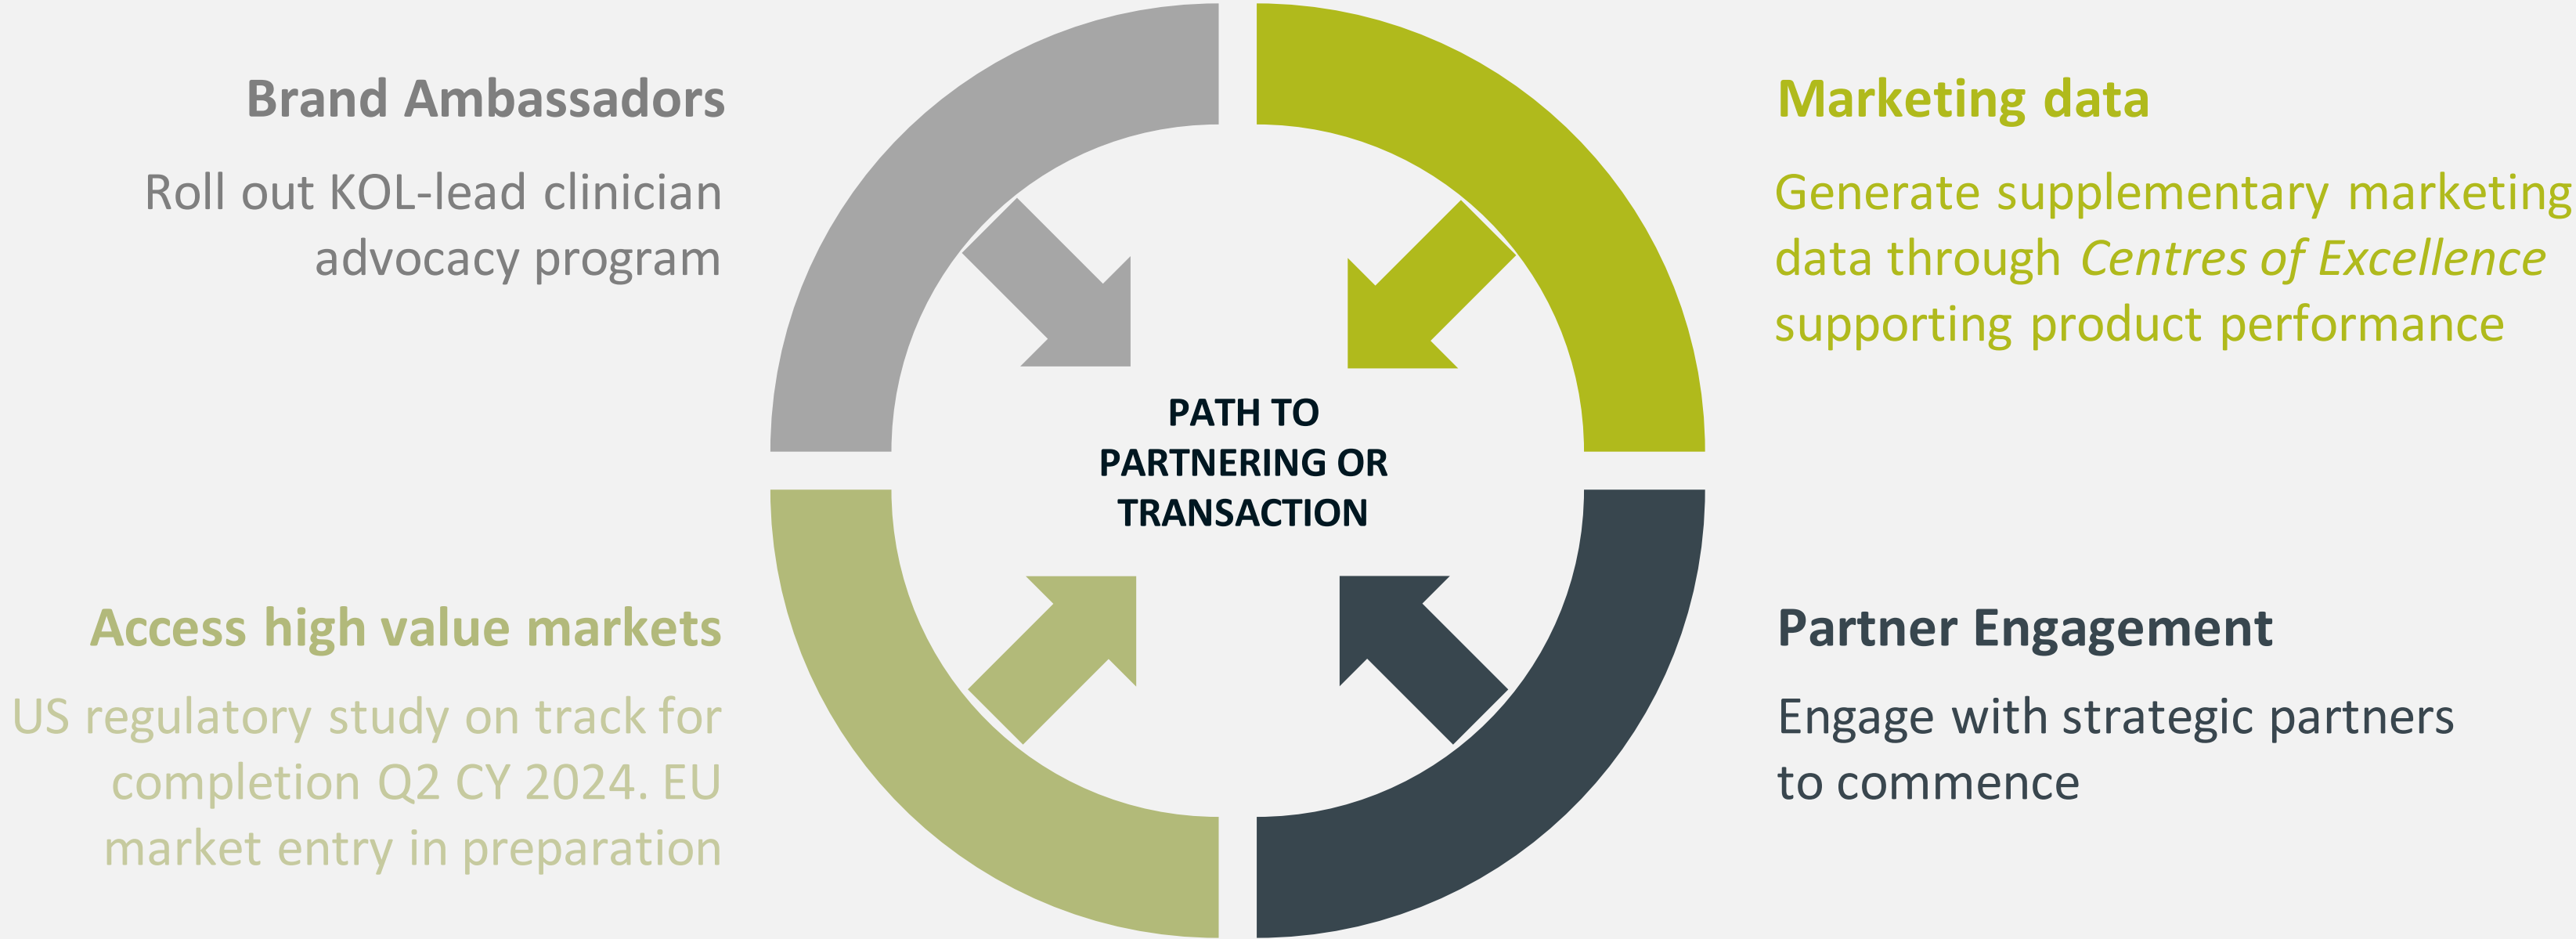 Brand Ambassadors
Roll out KOL-lead clinician
advocacy program
Marketing data
Generate supplementary marketing
data through Centres of Excellence
supporting product performance
PATH TO
PARTNERING OR
TRANSACTION
Access high value markets
US regulatory study on track for
completion Q2 CY 2024. EU
market entry in preparation
Partner Engagement
Engage with strategic partners
to commence